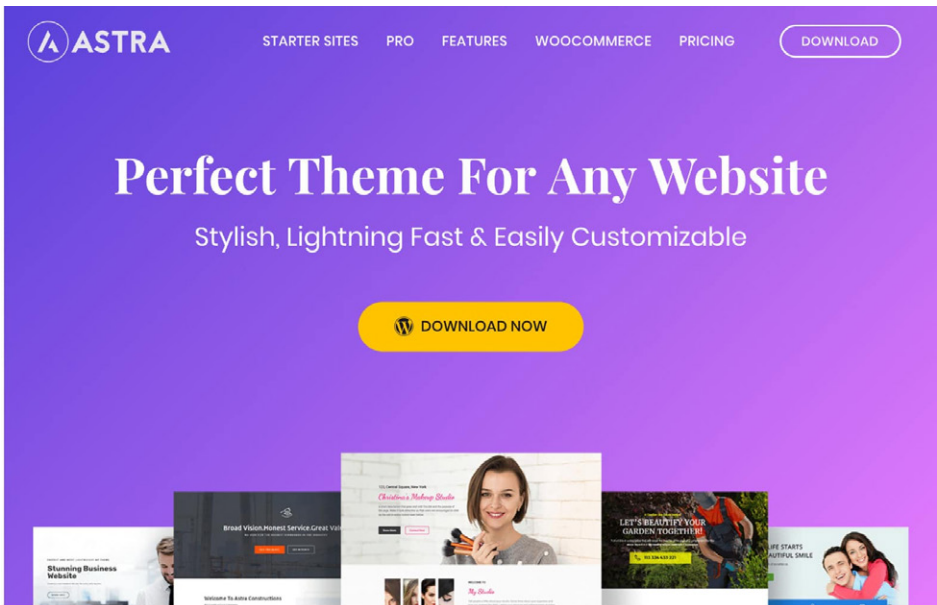 ASTRA
STARTER SITES
PRO
FEATURES
WOOCOMMERCE
PRICING
DOWNLOAD
Perfect Theme For Any Website
Stylish, Lightning Fast & Easily Customizable
DOWNLOAD NOW
Christina's Makeup Studio
Broad Vision.Honest Service.Great
LET'S BEAUTIFY YOUR
GARDEN TOGETHER!
Stunning Business
Website
LIFE STARTS
SMILE
WELCOME TO
My Studio
Welcome To Astra Constructions